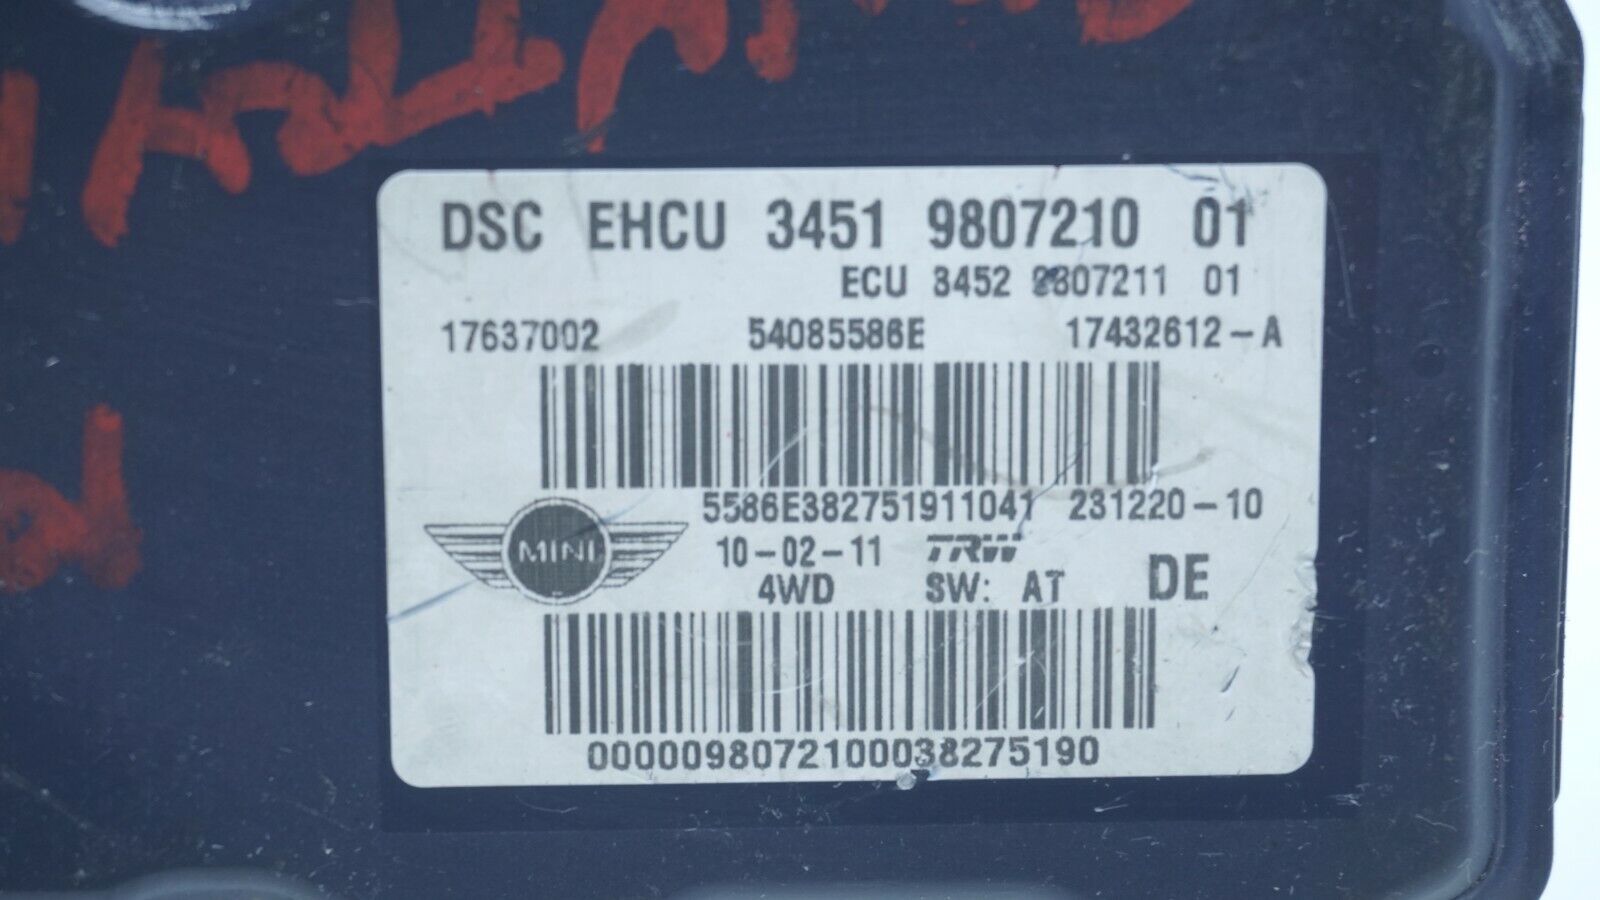 DSC EHCU 3451 9807210 01
ECU 3452 9807211 01
17637002 54085586E 17432612-A
5586E382751911041 231220-10
MINI 10-02-11 TRW
4WD SW: AT DE
0000098072100038275190